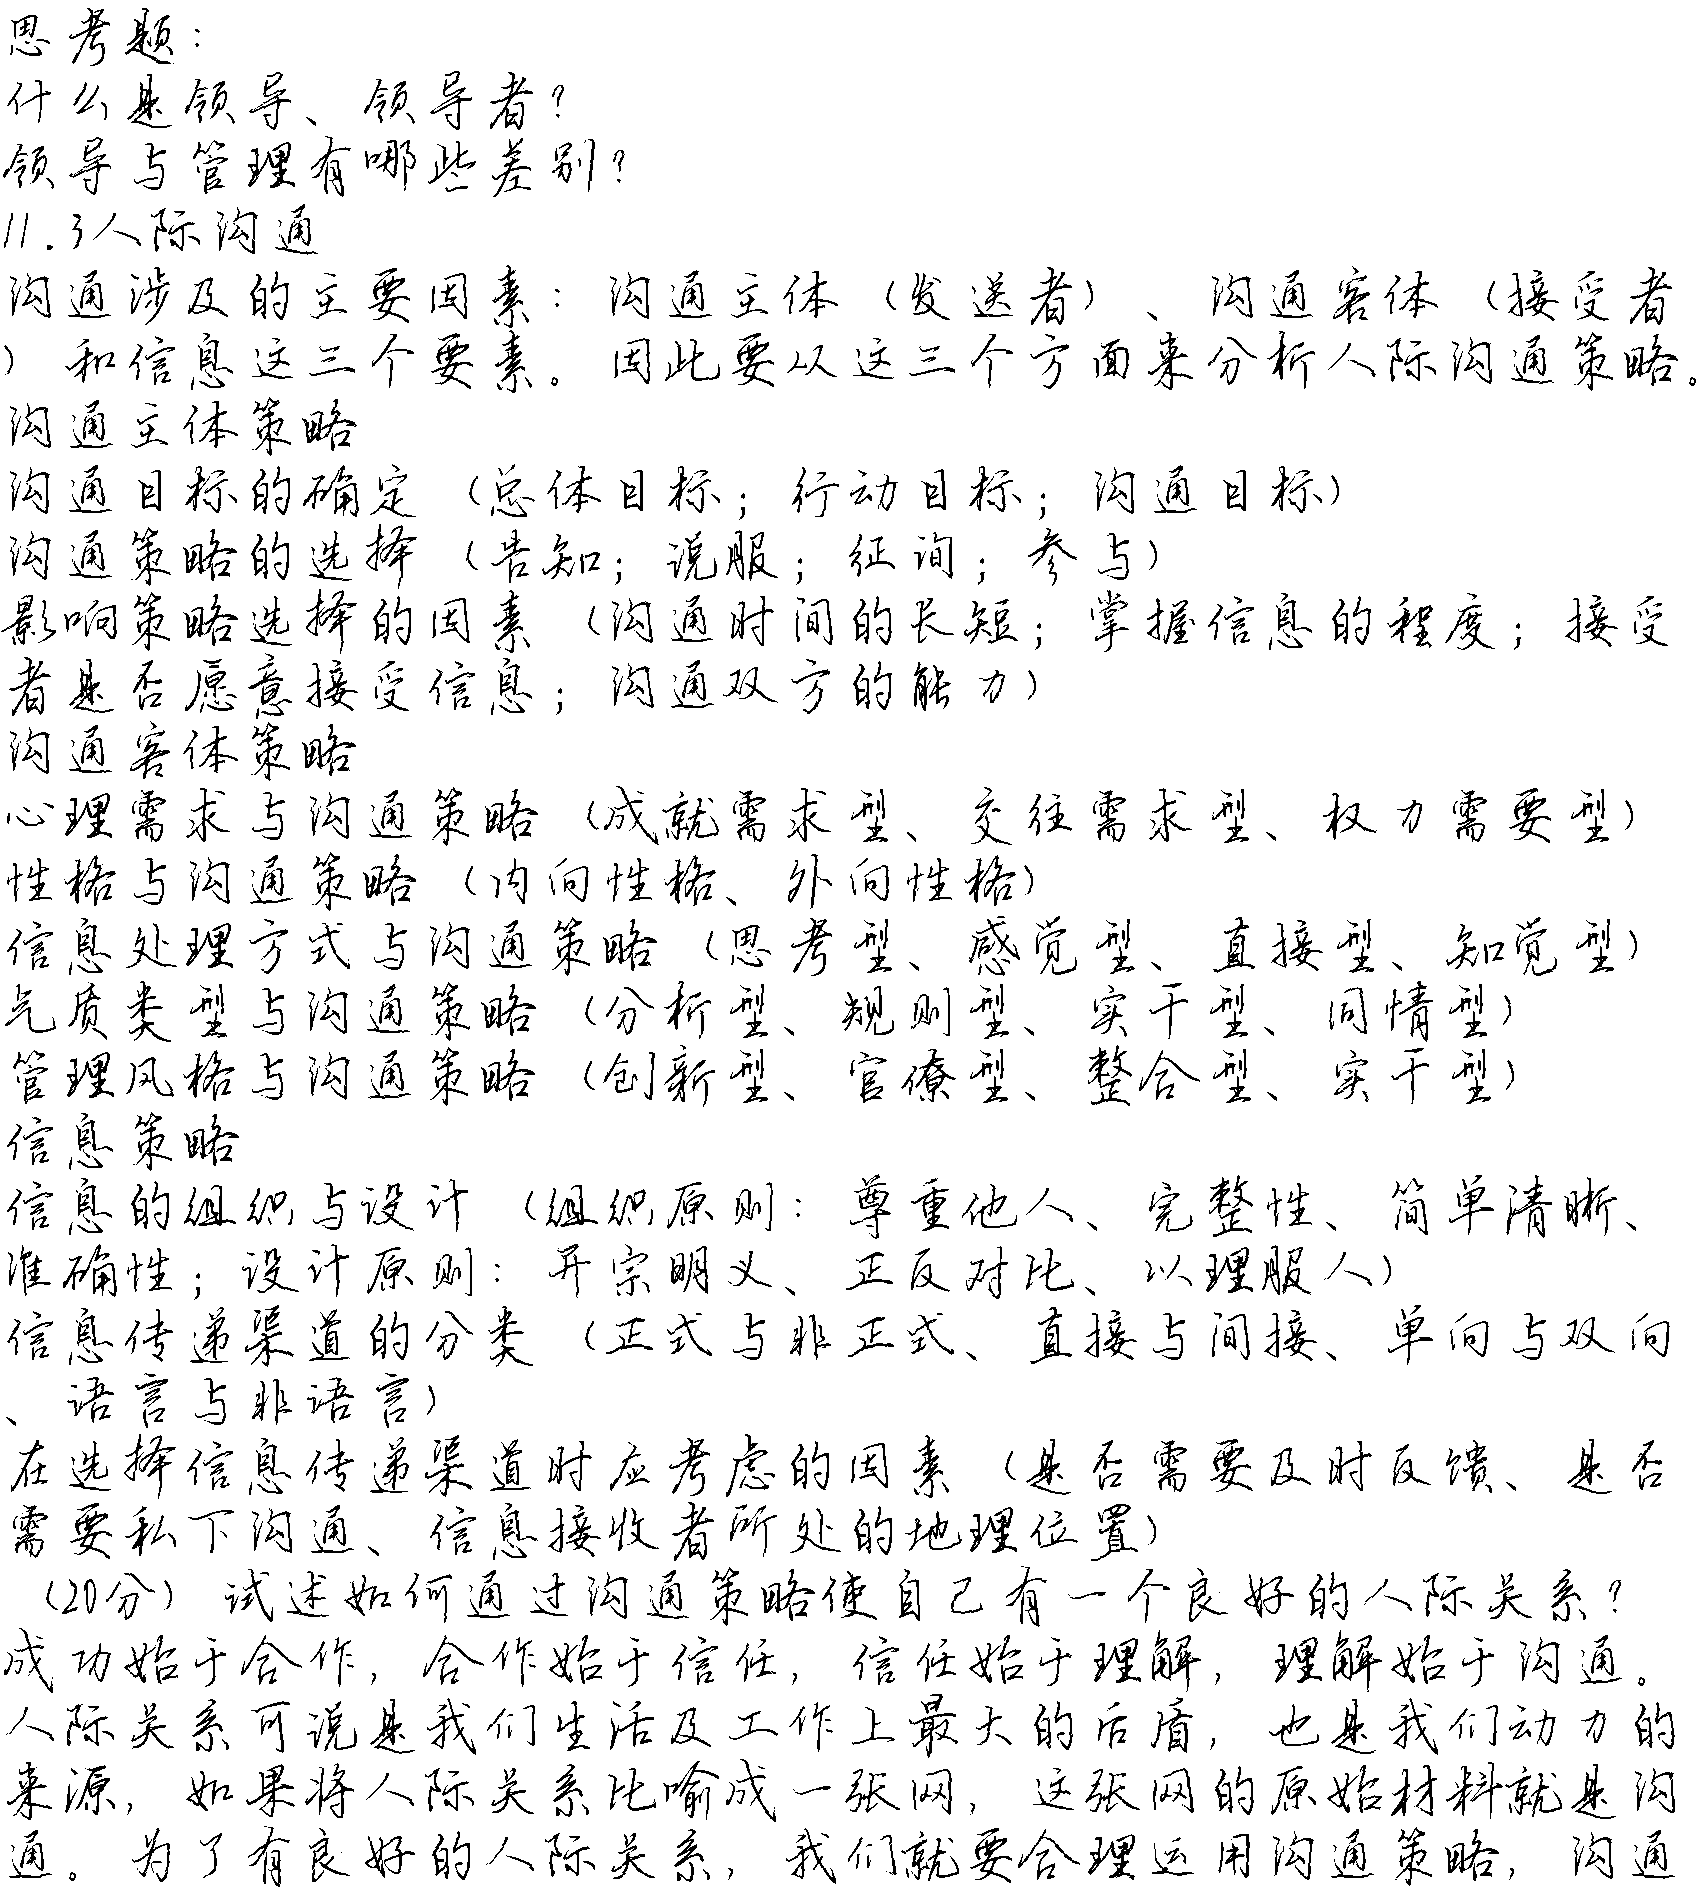 思考题：
什么是领导、领导者？
领导与管理有哪些差别？
11.3人际沟通
沟通涉及的主要因素：沟通主体（发送者）、沟通客体（接受者
）和信息这三个要素。因此要从这三个方面来分析人际沟通策略。
沟通主体策略
沟通目标的确定（总体目标；行动目标；沟通目标）
沟通策略的选择（告知；说服；征询；参与）
影响策略选择的因素（沟通时间的长短；掌握信息的程度；接受
者是否愿意接受信息；沟通双方的能力）
沟通客体策略
心理需求与沟通策略（成就需求型、交往需求型、权力需要型）
性格与沟通策略（内向性格、外向性格）
信息处理方式与沟通策略（思考型、感觉型、直接型、知觉型）
气质类型与沟通策略（分析型、规则型、实干型、同情型）
管理风格与沟通策略（创新型、官僚型、整合型、实干型）
信息策略
信息的组织与设计（组织原则：尊重他人、完整性、简单清晰、
准确性；设计原则：开宗明义、正反对比、以理服人）
信息传递渠道的分类（正式与非正式、直接与间接、单向与双向
、语言与非语言）
在选择信息传递渠道时应考虑的因素（是否需要及时反馈、是否
需要私下沟通、信息接收者所处的地理位置）
（20分）试述如何通过沟通策略使自己有一个良好的人际关系？
成功始于合作，合作始于信任，信任始于理解，理解始于沟通。
人际关系可说是我们生活及工作上最大的后盾，也是我们动力的
来源，如果将人际关系比喻成一张网，这张网的原始材料就是沟
通。为了有良好的人际关系，我们就要合理运用沟通策略，沟通